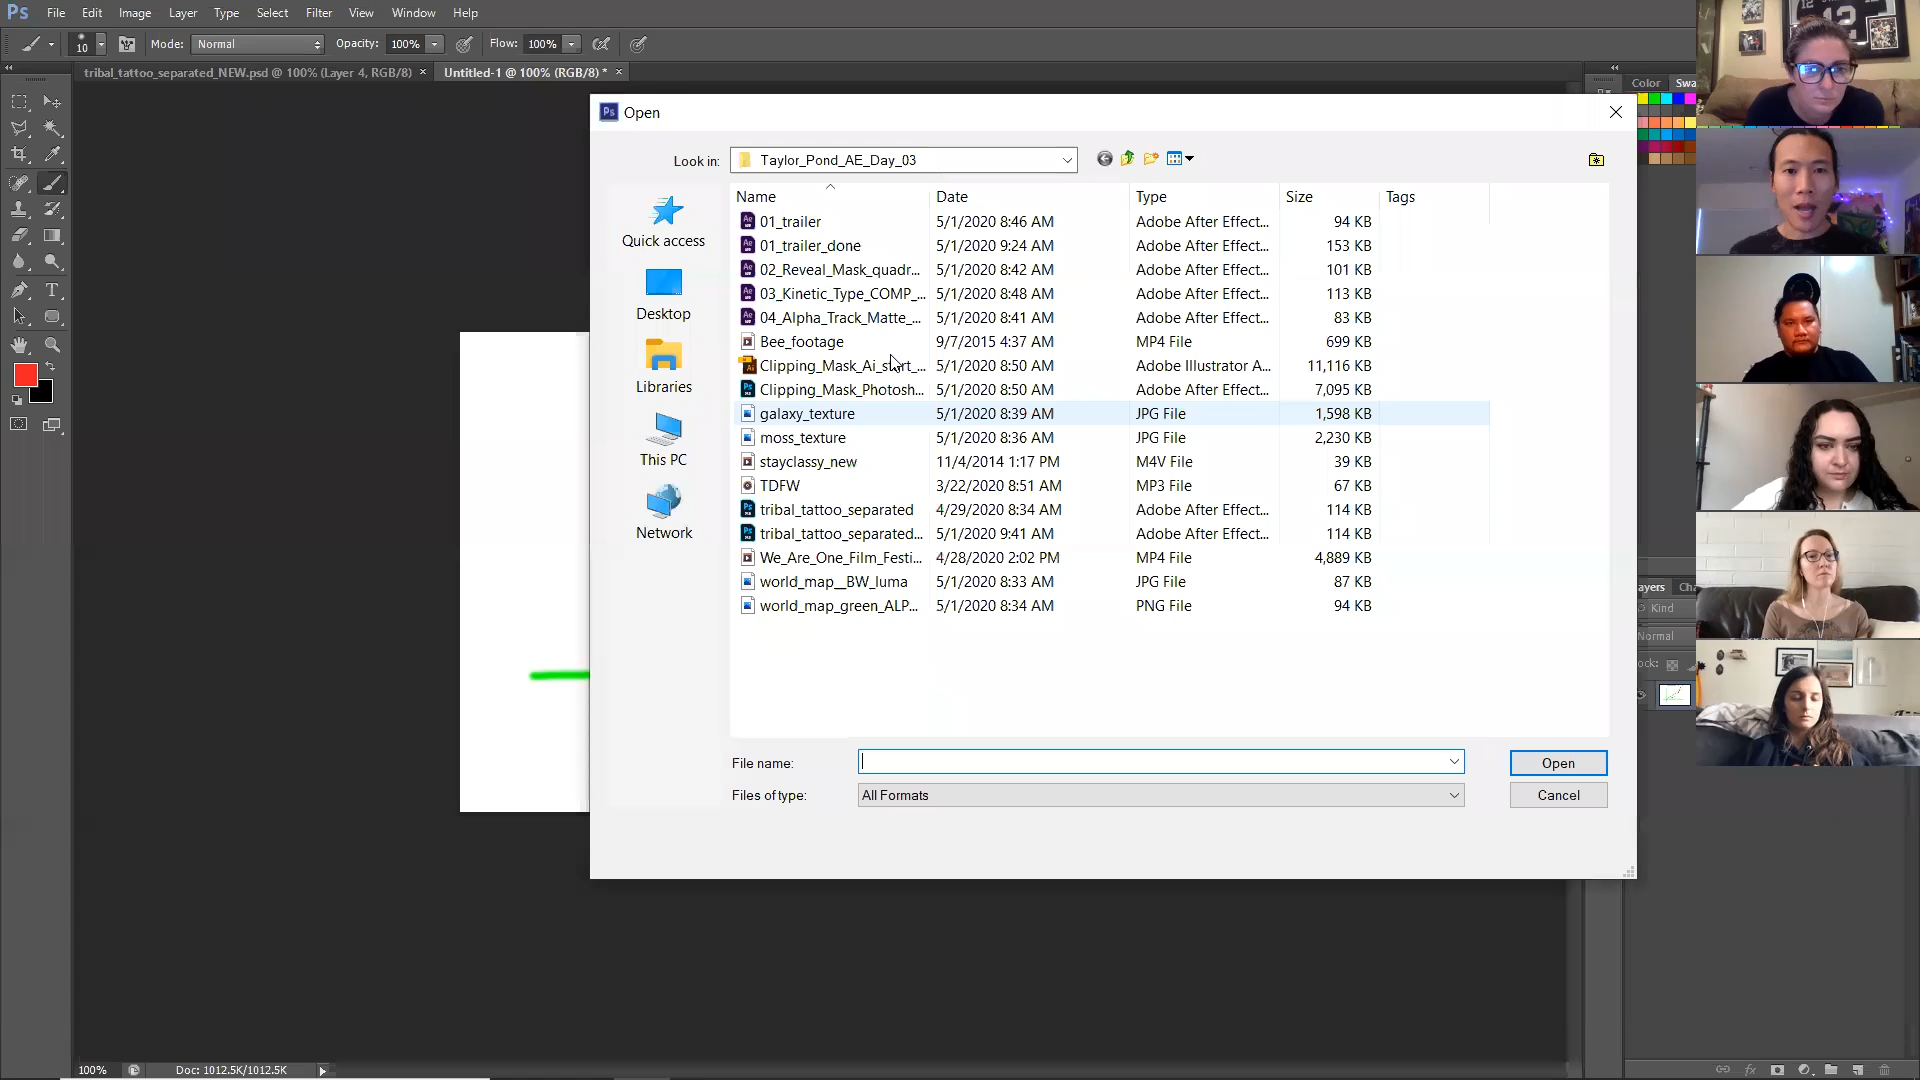 Ps File Edit Image Layer Type Select Filter View Window Help
10 Mode: Normal Opacity: 100% Flow: 100%
tribal_tattoo_separated_NEW.psd @ 100% (Layer 4, RGB/8) × Untitled-1 @ 100% (RGB/8) * ×
Color Swa
Ps Open
Look in: Taylor_Pond_AE_Day_03
Quick access
Desktop
Libraries
This PC
Network
Name Date Type Size Tags
01_trailer 5/1/2020 8:46 AM Adobe After Effect... 94 KB
01_trailer_done 5/1/2020 9:24 AM Adobe After Effect... 153 KB
02_Reveal_Mask_quadr... 5/1/2020 8:42 AM Adobe After Effect... 101 KB
03_Kinetic_Type_COMP_... 5/1/2020 8:48 AM Adobe After Effect... 113 KB
04_Alpha_Track_Matte_... 5/1/2020 8:41 AM Adobe After Effect... 83 KB
Bee_footage 9/7/2015 4:37 AM MP4 File 699 KB
Clipping_Mask_Ai_start_... 5/1/2020 8:50 AM Adobe Illustrator A... 11,116 KB
Clipping_Mask_Photosh... 5/1/2020 8:50 AM Adobe After Effect... 7,095 KB
galaxy_texture 5/1/2020 8:39 AM JPG File 1,598 KB
moss_texture 5/1/2020 8:36 AM JPG File 2,230 KB
stayclassy_new 11/4/2014 1:17 PM M4V File 39 KB
TDFW 3/22/2020 8:51 AM MP3 File 67 KB
tribal_tattoo_separated 4/29/2020 8:34 AM Adobe After Effect... 114 KB
tribal_tattoo_separated... 5/1/2020 9:41 AM Adobe After Effect... 114 KB
We_Are_One_Film_Festi... 4/28/2020 2:02 PM MP4 File 4,889 KB
world_map__BW_luma 5/1/2020 8:33 AM JPG File 87 KB
world_map_green_ALP... 5/1/2020 8:34 AM PNG File 94 KB
File name: Open
Files of type: All Formats Cancel
ayers Cha
Kind
Normal
ock:
12 12
12
100% Doc: 1012.5K/1012.5K